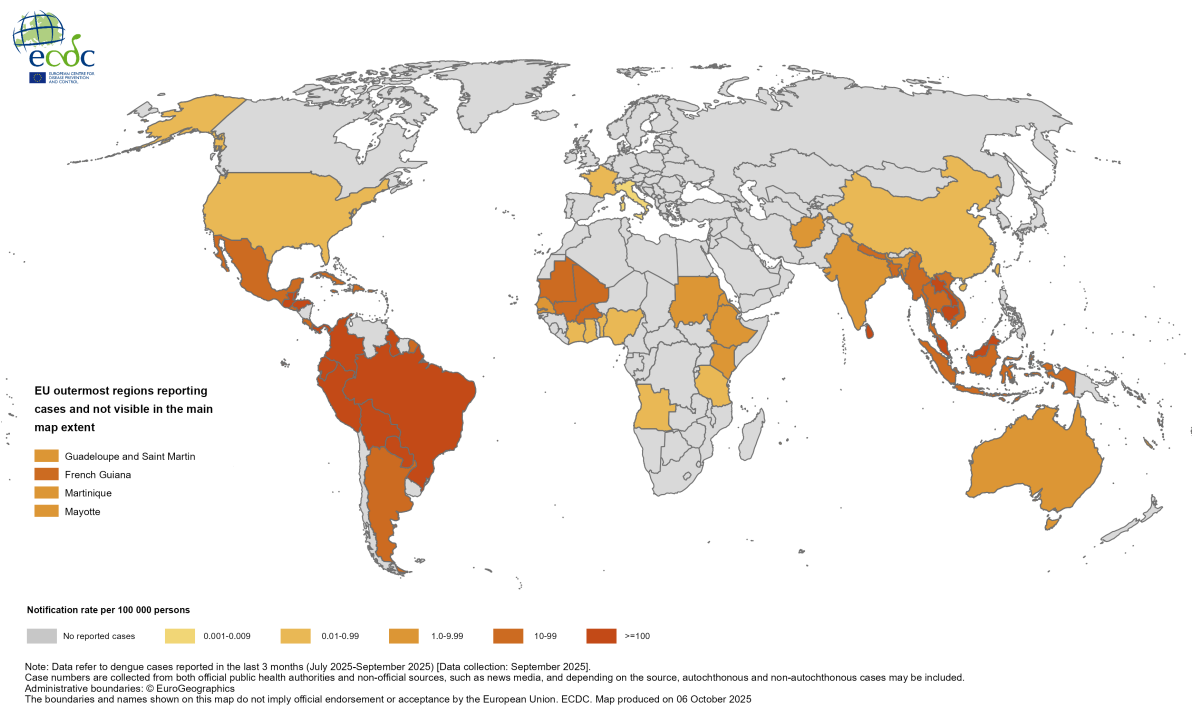 ecdc
EUROPEAN CENTRE FOR
DISEASE PREVENTION
AND CONTROL
EU outermost regions reporting
cases and not visible in the main
map extent
Guadeloupe and Saint Martin
French Guiana
Martinique
Mayotte
Notification rate per 100 000 persons
No reported cases
0.001-0.009
0.01-0.99
1.0-9.99
10-99
>=100
Note: Data refer to dengue cases reported in the last 3 months (July 2025-September 2025) [Data collection: September 2025].
Case numbers are collected from both official public health authorities and non-official sources, such as news media, and depending on the source, autochthonous and non-autochthonous cases may be included.
Administrative boundaries: © EuroGeographics
The boundaries and names shown on this map do not imply official endorsement or acceptance by the European Union. ECDC. Map produced on 06 October 2025